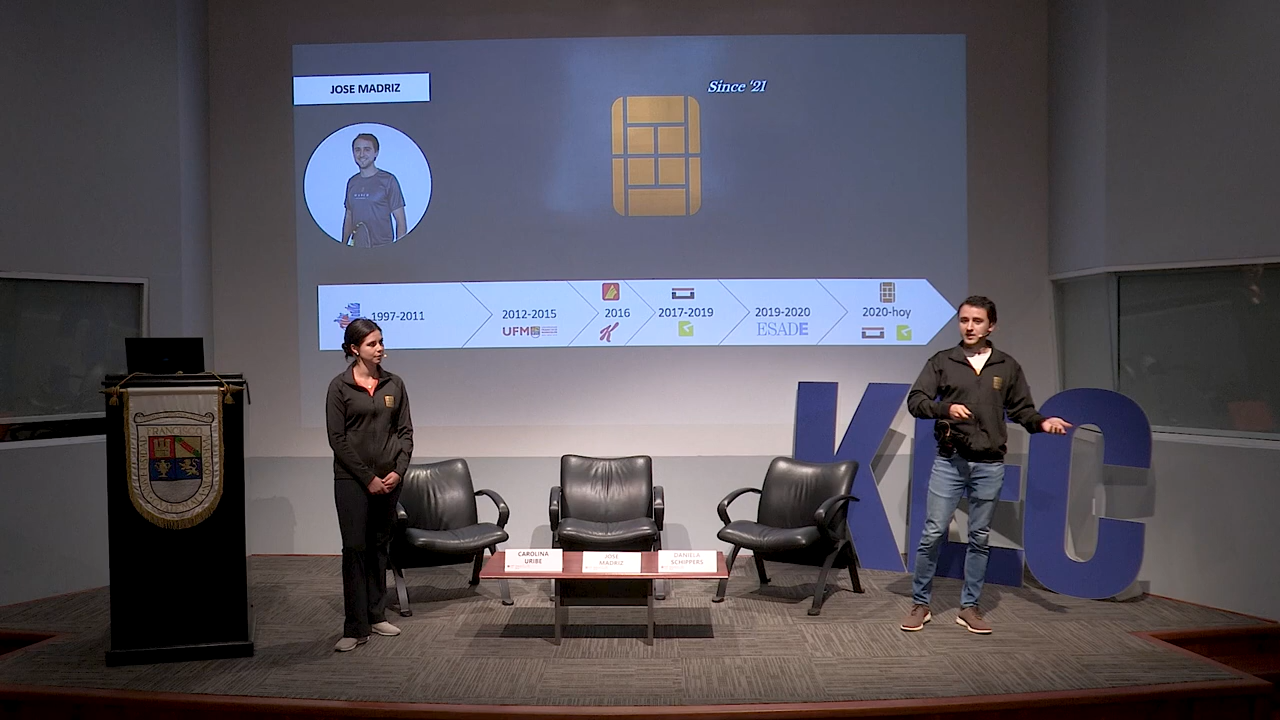 JOSE MADRIZ
Since '21
1997-2011
2012-2015
UFM
2016
K
2017-2019
2019-2020
ESADE
2020-hoy
FRANCISCO
CAROLINA
URIBE
JOSE
MADRIZ
DANIELA
SCHIPPERS
KEC